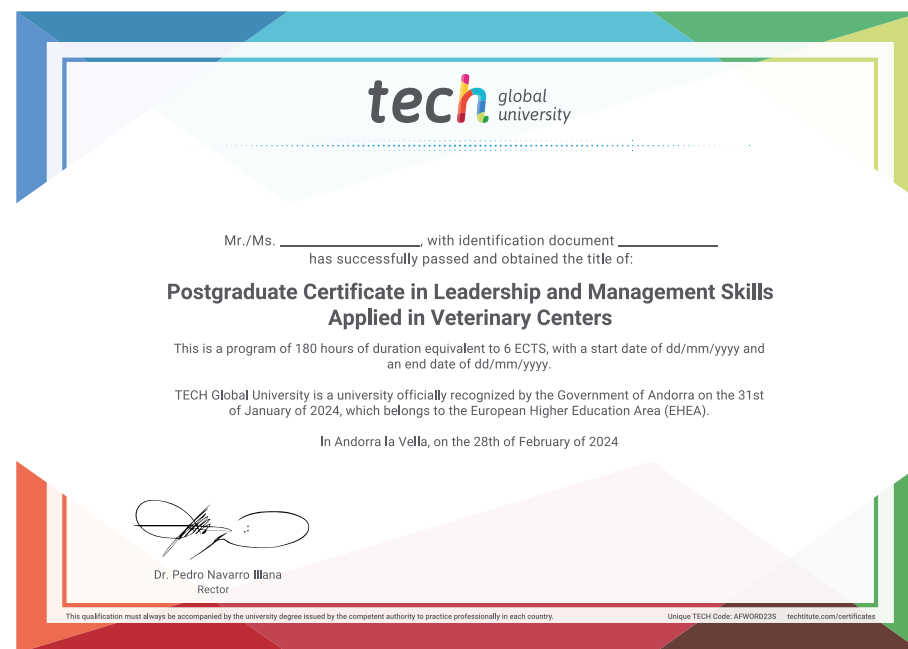 tech global university
Mr./Ms. ____________, with identification document ____________
has successfully passed and obtained the title of:
Postgraduate Certificate in Leadership and Management Skills
Applied in Veterinary Centers
This is a program of 180 hours of duration equivalent to 6 ECTS, with a start date of dd/mm/yyyy and
an end date of dd/mm/yyyy.
TECH Global University is a university officially recognized by the Government of Andorra on the 31st
of January of 2024, which belongs to the European Higher Education Area (EHEA).
In Andorra la Vella, on the 28th of February of 2024
Dr. Pedro Navarro Illana
Rector
This qualification must always be accompanied by the university degree issued by the competent authority to practice professionally in each country.
Unique TECH Code: AFWORD23S techtitute.com/certificates